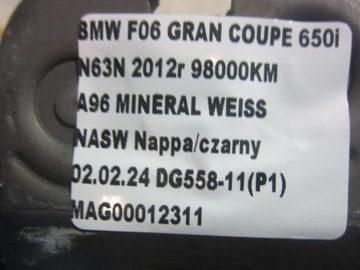 BMW F06 GRAN COUPE 650i
N63N 2012r 98000KM
A96 MINERAL WEISS
NASW Nappa/czarny
02.02.24 DG558-11(P1)
MAG00012311